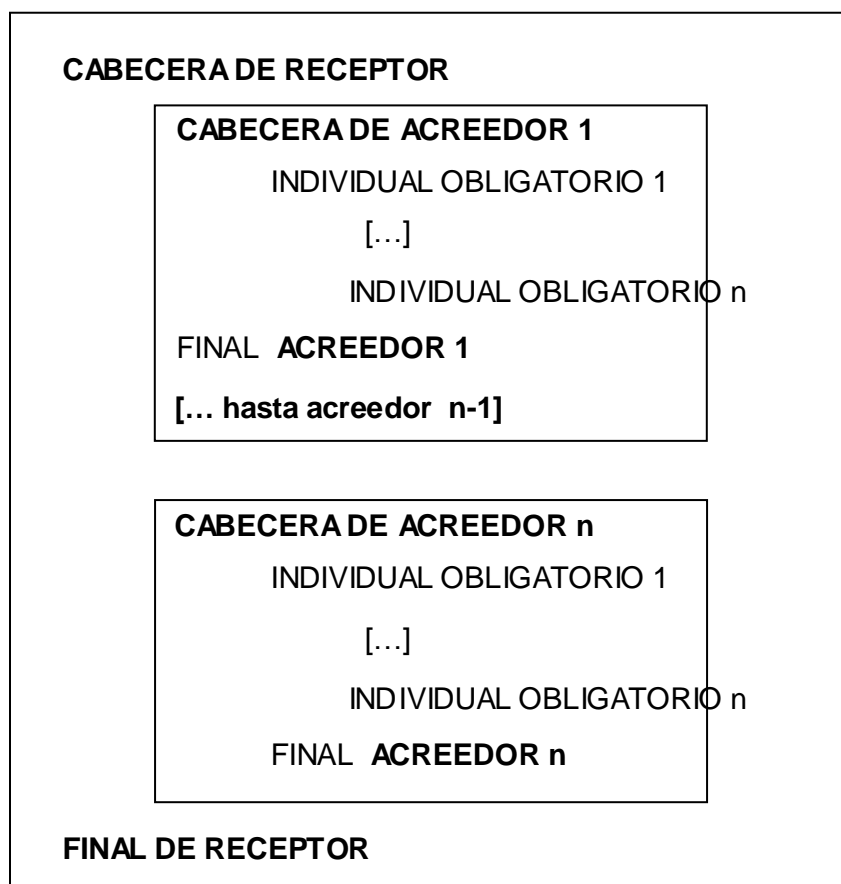 CABECERA DE RECEPTOR
CABECERA DE ACREEDOR 1
INDIVIDUAL OBLIGATORIO 1
[…]
INDIVIDUAL OBLIGATORIO n
FINAL ACREEDOR 1
[… hasta acreedor n-1]
CABECERA DE ACREEDOR n
INDIVIDUAL OBLIGATORIO 1
[…]
INDIVIDUAL OBLIGATORIO n
FINAL ACREEDOR n
FINAL DE RECEPTOR